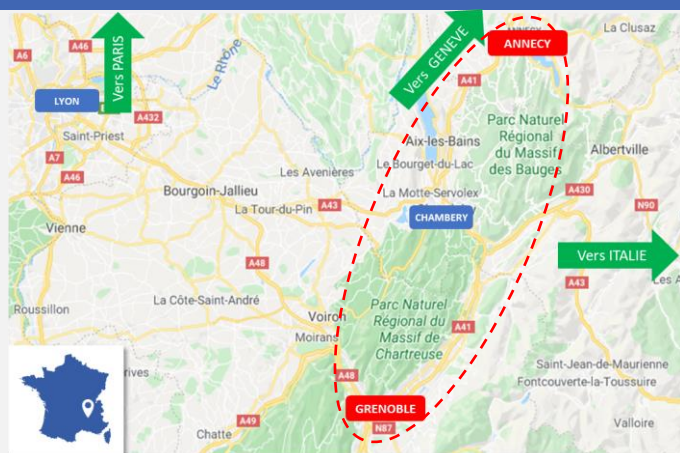 Vers PARIS
A46
A6
LYON
A432
Saint-Priest
A7
A46
Le Rhône
Vers GENEVE
ANNECY
La Clusaz
A41
Parc Naturel
Régional
du Massif
des Bauges
Aix-les-Bains
Le Bourget-du-Lac
Albertville
Les Avenières
Bourgoin-Jallieu
La Motte-Servolex
A430
La Tour-du-Pin
A43
N90
CHAMBERY
Vienne
Vers ITALIE
A48
A43
Les A
La Côte-Saint-André
Roussillon
Voiron
Moirans
Parc Naturel
Régional du
Massif de
Chartreuse
A41
rives
A48
Saint-Jean-de-Maurienne
Fontcouverte-la-Toussuire
GRENOBLE
A49
Chatte
N87
Valloire